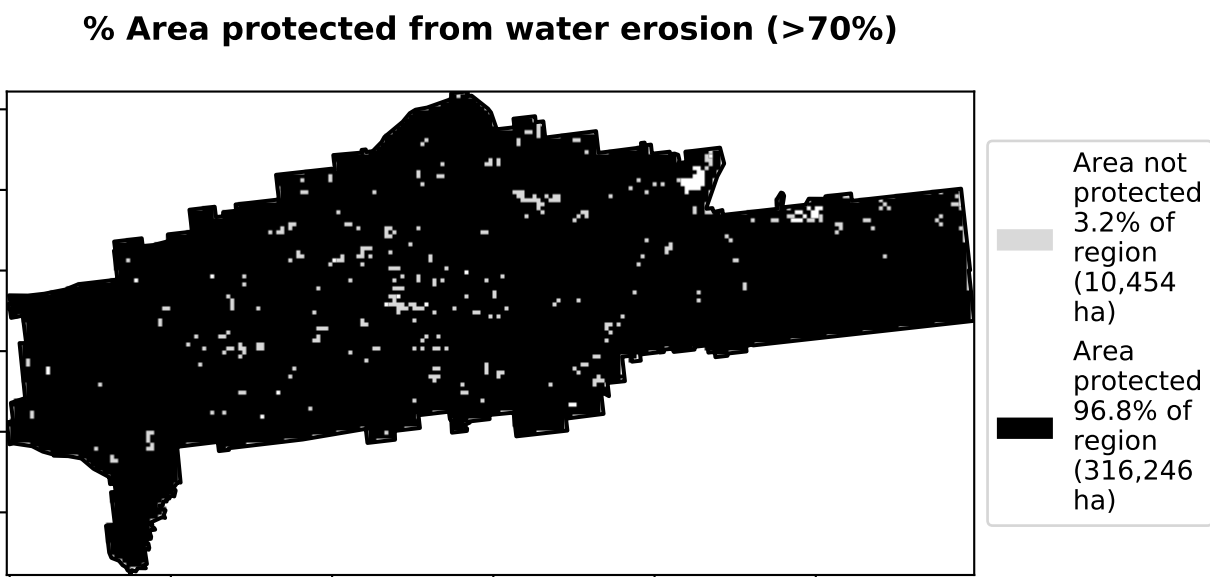 % Area protected from water erosion (>70%)
Area not
protected
3.2% of
region
(10,454
ha)
Area
protected
96.8% of
region
(316,246
ha)